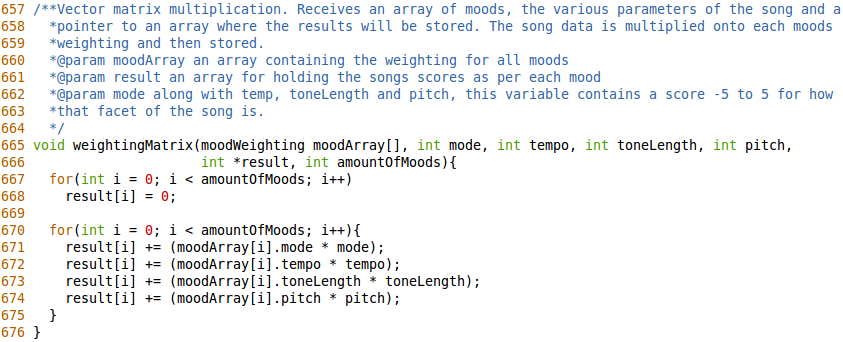 657 /**Vector matrix multiplication. Receives an array of moods, the various parameters of the song and a
658   *pointer to an array where the results will be stored. The song data is multiplied onto each moods
659   *weighting and then stored.
660   *@param moodArray an array containing the weighting for all moods
661   *@param result an array for holding the songs scores as per each mood
662   *@param mode along with temp, toneLength and pitch, this variable contains a score -5 to 5 for how
663   *that facet of the song is.
664   */
665 void weightingMatrix(moodWeighting moodArray[], int mode, int tempo, int toneLength, int pitch,
666                      int *result, int amountOfMoods){
667   for(int i = 0; i < amountOfMoods; i++)
668     result[i] = 0;
669
670   for(int i = 0; i < amountOfMoods; i++){
671     result[i] += (moodArray[i].mode * mode);
672     result[i] += (moodArray[i].tempo * tempo);
673     result[i] += (moodArray[i].toneLength * toneLength);
674     result[i] += (moodArray[i].pitch * pitch);
675   }
676 }